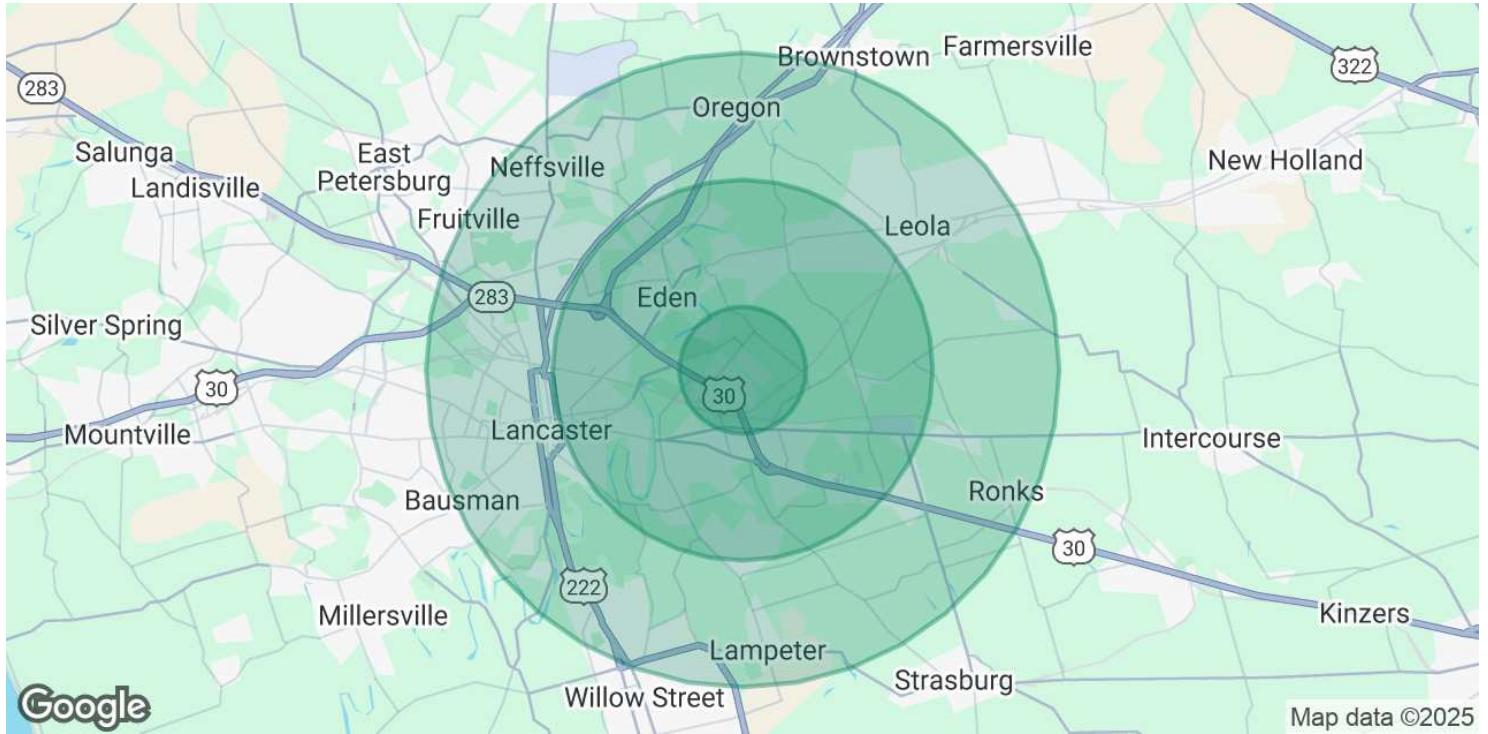 Brownstown
Farmersville
322
283
Oregon
Salunga
East
Petersburg
Neffsville
New Holland
Landisville
Fruitville
Leola
283
Eden
Silver Spring
30
30
Mountville
Lancaster
Intercourse
Bausman
Ronks
30
222
Millersville
Kinzers
Lampeter
Strasburg
Willow Street
Google
Map data ©2025